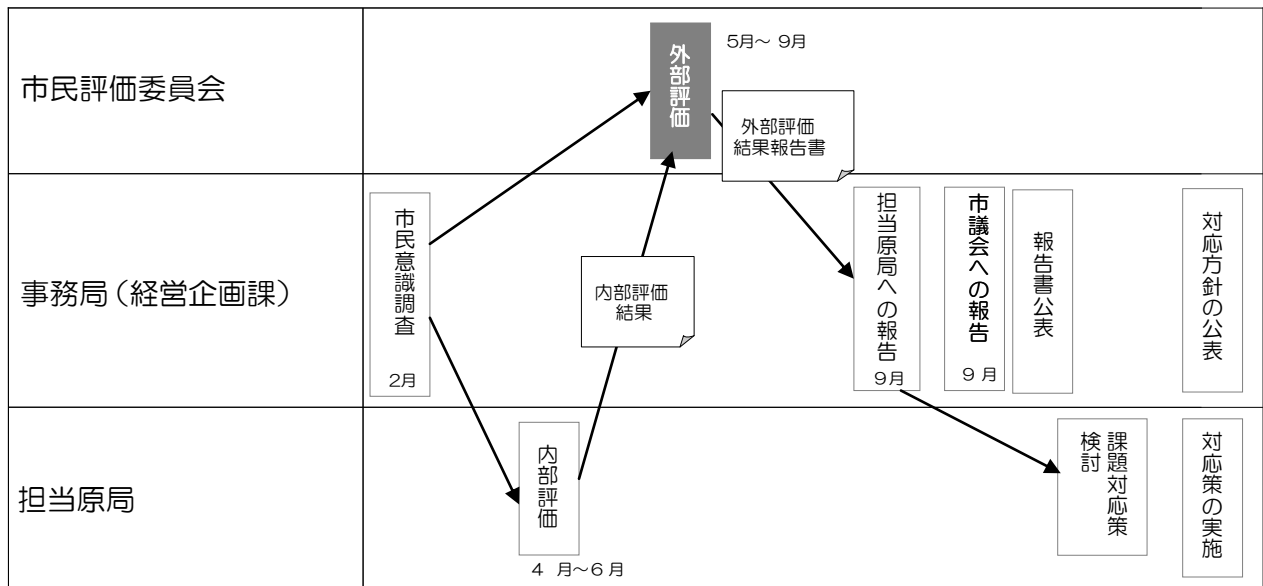 市民評価委員会
外部評価
5月～ 9月
外部評価
結果報告書
事務局（経営企画課）
市民意識調査
2月
内部評価
結果
担当原局への報告
9月
市議会への報告
9 月
報告書公表
対応方針の公表
担当原局
内部評価
4 月～6 月
課題対応策
検討
対応策の実施